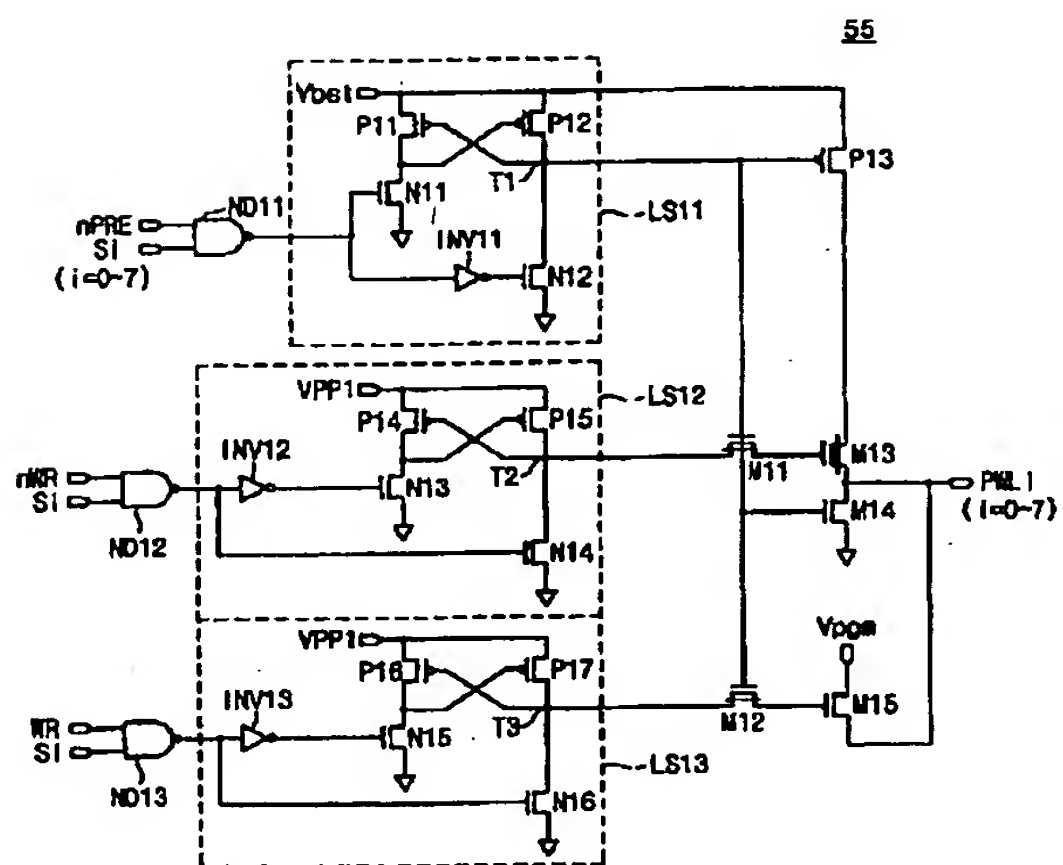 55
Vbst
P11
P12
P13
T1
N11
LS11
nPRE
ND11
Si
(i=0~7)
INV11
N12
VPP1
LS12
P14
P15
INV12
nWR
Si
ND12
N13
T2
M11
M13
PWLi
(i=0~7)
M14
N14
VPP1
Vpgm
P16
P17
INV13
WR
Si
ND13
N15
T3
M12
M15
LS13
N16